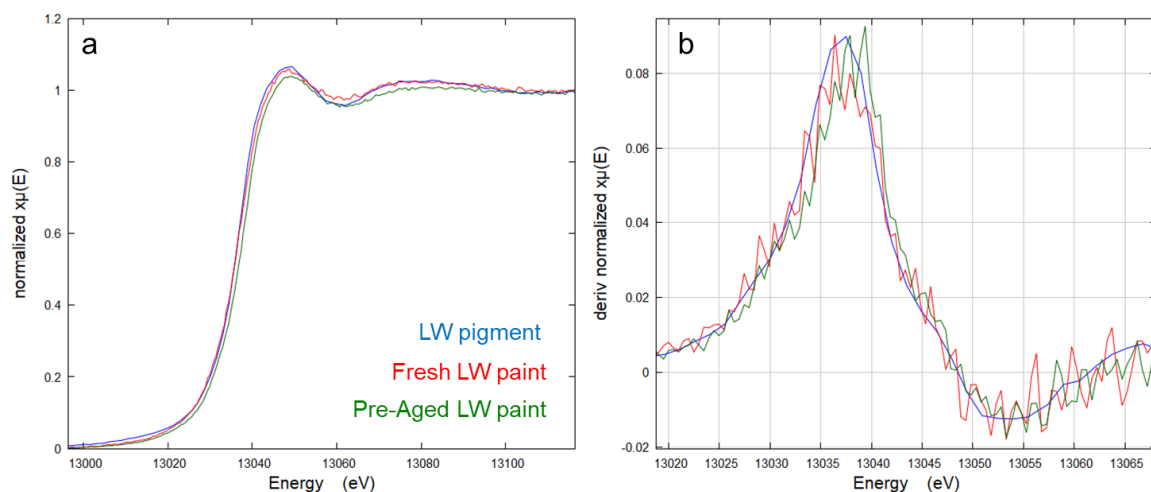 a
1.2
1
0.8
0.6
0.4
0.2
0
normalized xμ(E)
LW pigment
Fresh LW paint
Pre-Aged LW paint
13000 13020 13040 13060 13080 13100
Energy (eV)
b
0.08
0.06
0.04
0.02
0
-0.02
deriv normalized xμ(E)
13020 13025 13030 13035 13040 13045 13050 13055 13060 13065
Energy (eV)